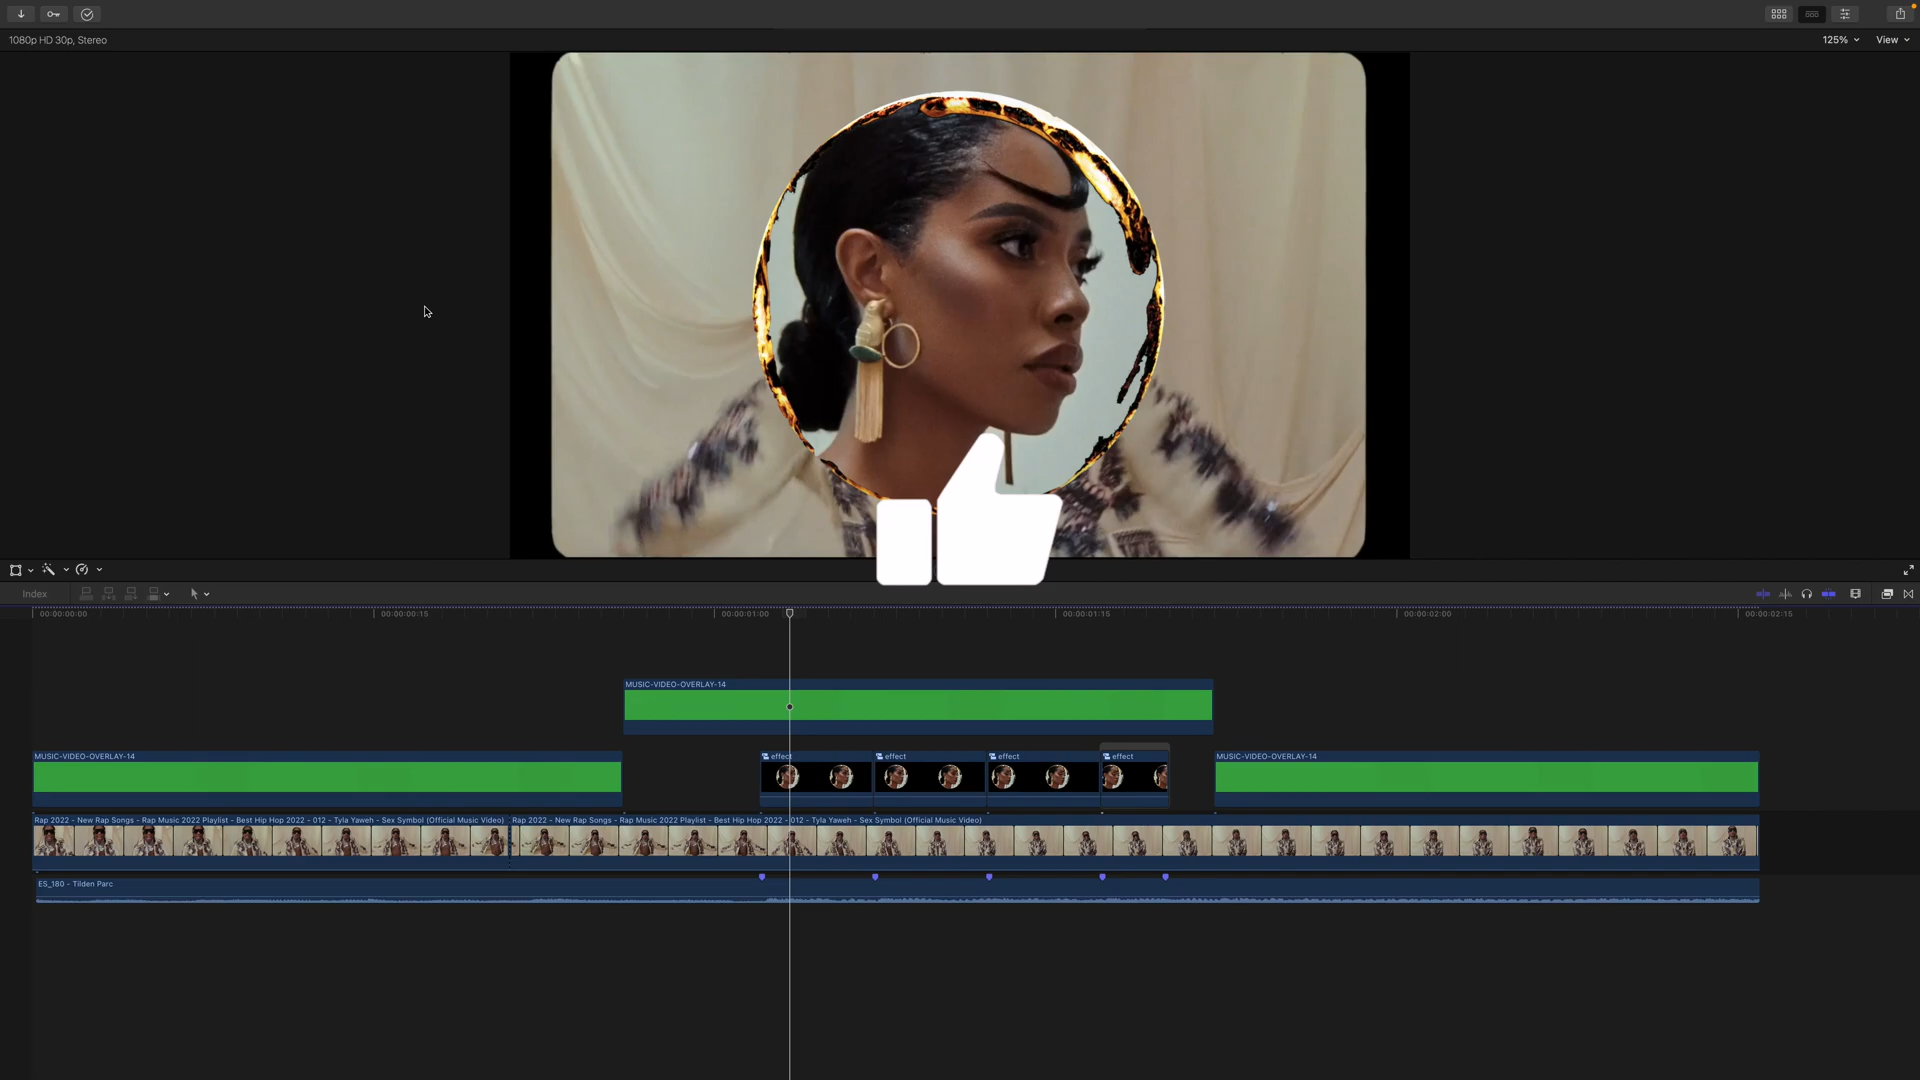 1080p HD 30p, Stereo
125%
View
Index
00:00:00:00
00:00:00:15
00:00:01:00
00:00:01:15
00:00:02:00
00:00:02:15
MUSIC-VIDEO-OVERLAY-14
MUSIC-VIDEO-OVERLAY-14
effect
effect
effect
effect
MUSIC-VIDEO-OVERLAY-14
Rap 2022 - New Rap Songs - Rap Music 2022 Playlist - Best Hip Hop 2022 - 012 - Tyla Yaweh - Sex Symbol (Official Music Video)
Rap 2022 - New Rap Songs - Rap Music 2022 Playlist - Best Hip Hop 2022 - 012 - Tyla Yaweh - Sex Symbol (Official Music Video)
ES_180 - Tilden Parc